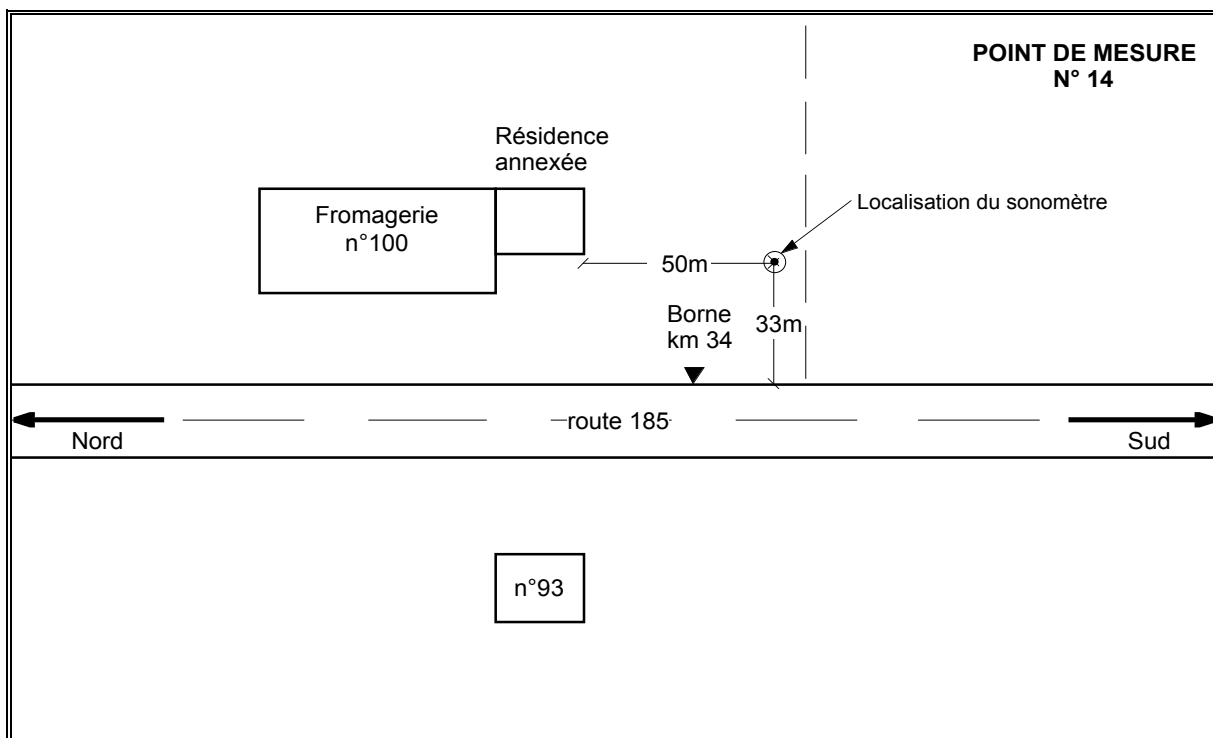 POINT DE MESURE
N° 14
Résidence
annexée
Fromagerie
n°100
Localisation du sonomètre
50m
Borne
km 34
33m
route 185
Nord
Sud
n°93